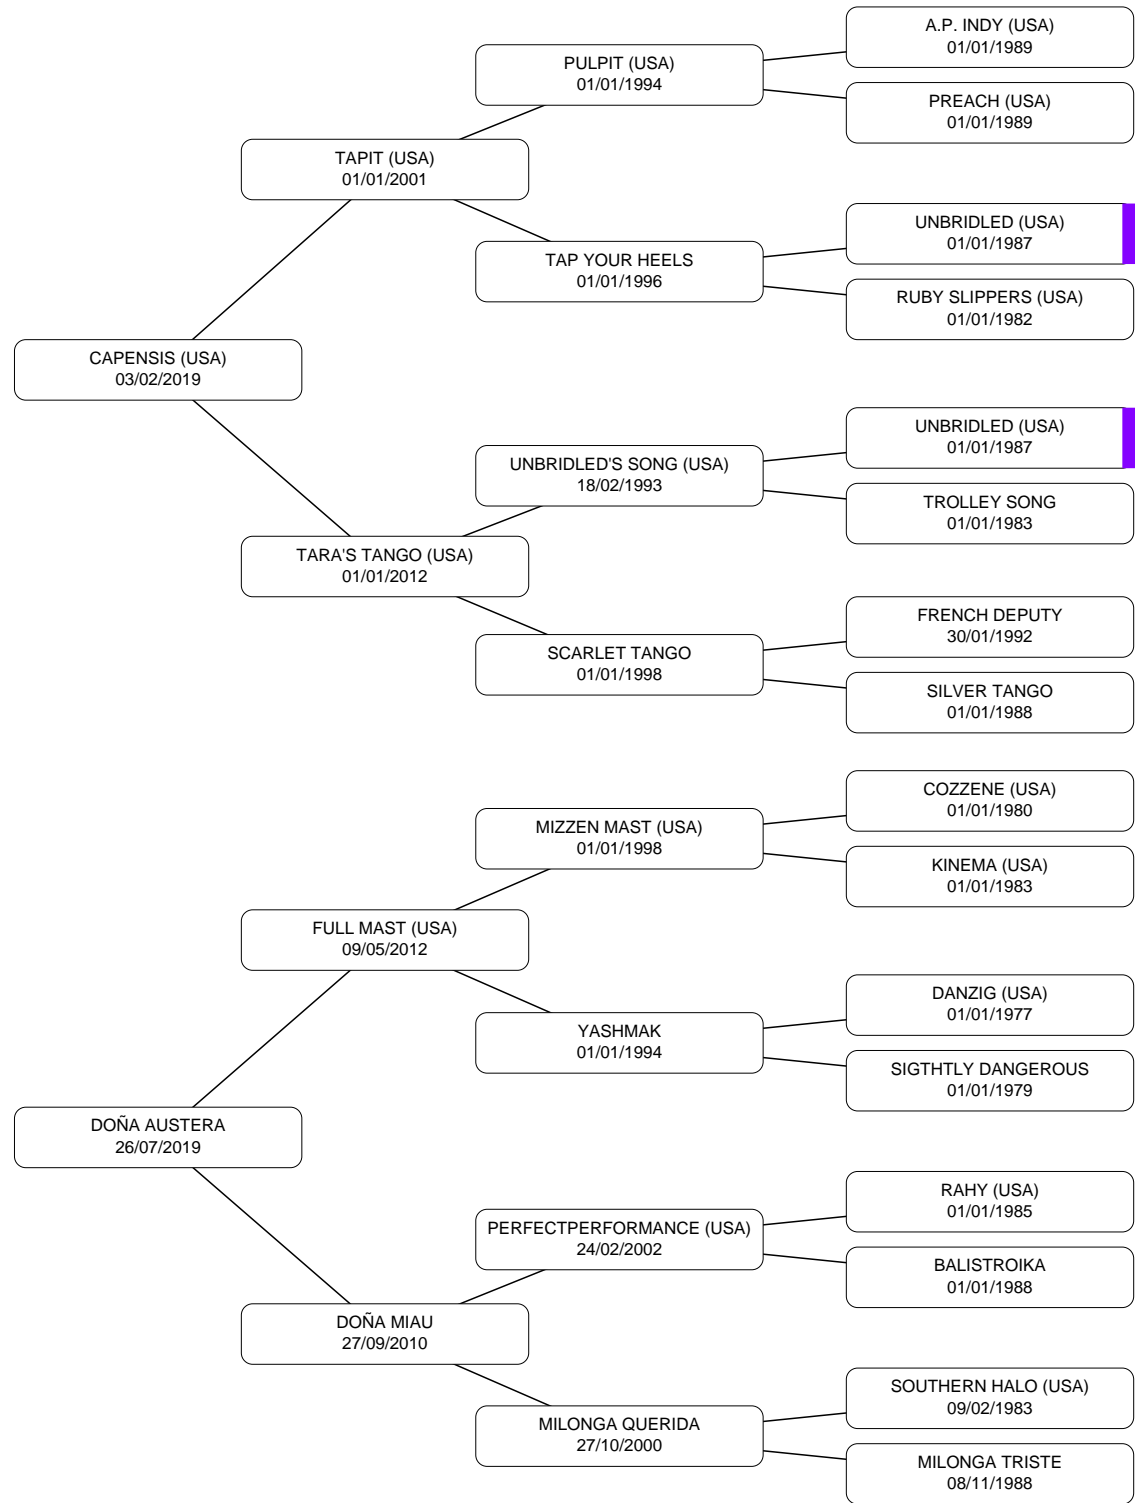 A.P. INDY (USA)
01/01/1989
PULPIT (USA)
01/01/1994
PREACH (USA)
01/01/1989
TAPIT (USA)
01/01/2001
UNBRIDLED (USA)
01/01/1987
TAP YOUR HEELS
01/01/1996
RUBY SLIPPERS (USA)
01/01/1982
CAPENSIS (USA)
03/02/2019
UNBRIDLED (USA)
01/01/1987
UNBRIDLED'S SONG (USA)
18/02/1993
TROLLEY SONG
01/01/1983
TARA'S TANGO (USA)
01/01/2012
FRENCH DEPUTY
30/01/1992
SCARLET TANGO
01/01/1998
SILVER TANGO
01/01/1988
COZZENE (USA)
01/01/1980
MIZZEN MAST (USA)
01/01/1998
KINEMA (USA)
01/01/1983
FULL MAST (USA)
09/05/2012
DANZIG (USA)
01/01/1977
YASHMAK
01/01/1994
SIGTHTLY DANGEROUS
01/01/1979
DOÑA AUSTERA
26/07/2019
RAHY (USA)
01/01/1985
PERFECTPERFORMANCE (USA)
24/02/2002
BALISTROIKA
01/01/1988
DOÑA MIAU
27/09/2010
SOUTHERN HALO (USA)
09/02/1983
MILONGA QUERIDA
27/10/2000
MILONGA TRISTE
08/11/1988